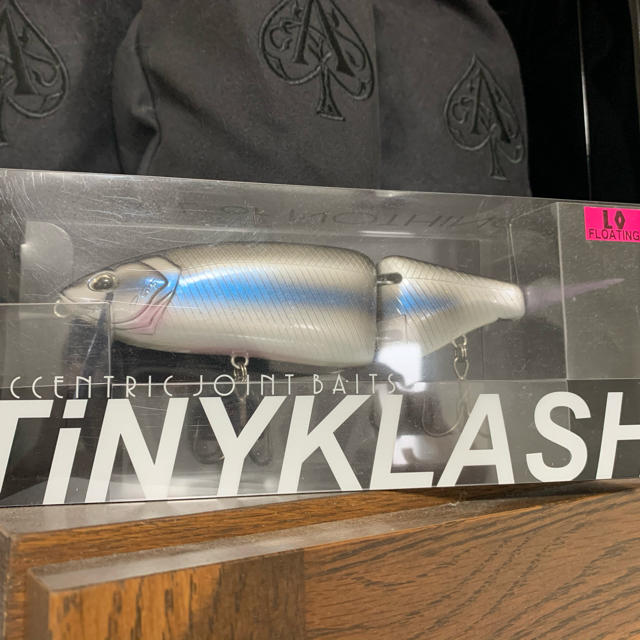 LO
FLOATING
CCENTRIC JOINT BAITS
TiNYKLASH